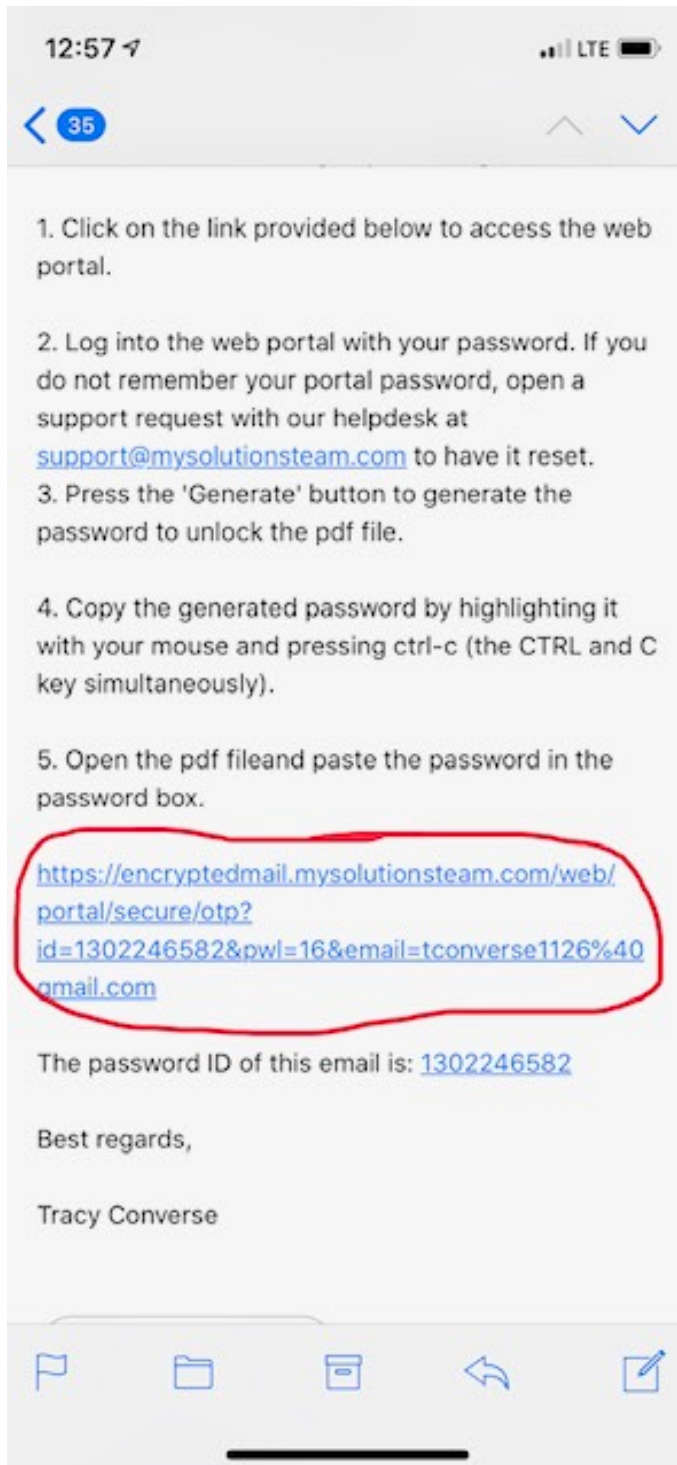 12:57
LTE
35
1. Click on the link provided below to access the web
portal.
2. Log into the web portal with your password. If you
do not remember your portal password, open a
support request with our helpdesk at
support@mysolutionsteam.com to have it reset.
3. Press the 'Generate' button to generate the
password to unlock the pdf file.
4. Copy the generated password by highlighting it
with your mouse and pressing ctrl-c (the CTRL and C
key simultaneously).
5. Open the pdf fileand paste the password in the
password box.
https://encryptedmail.mysolutionsteam.com/web/
portal/secure/otp?
id=1302246582&pwl=16&email=tconverse1126%40
gmail.com
The password ID of this email is: 1302246582
Best regards,
Tracy Converse